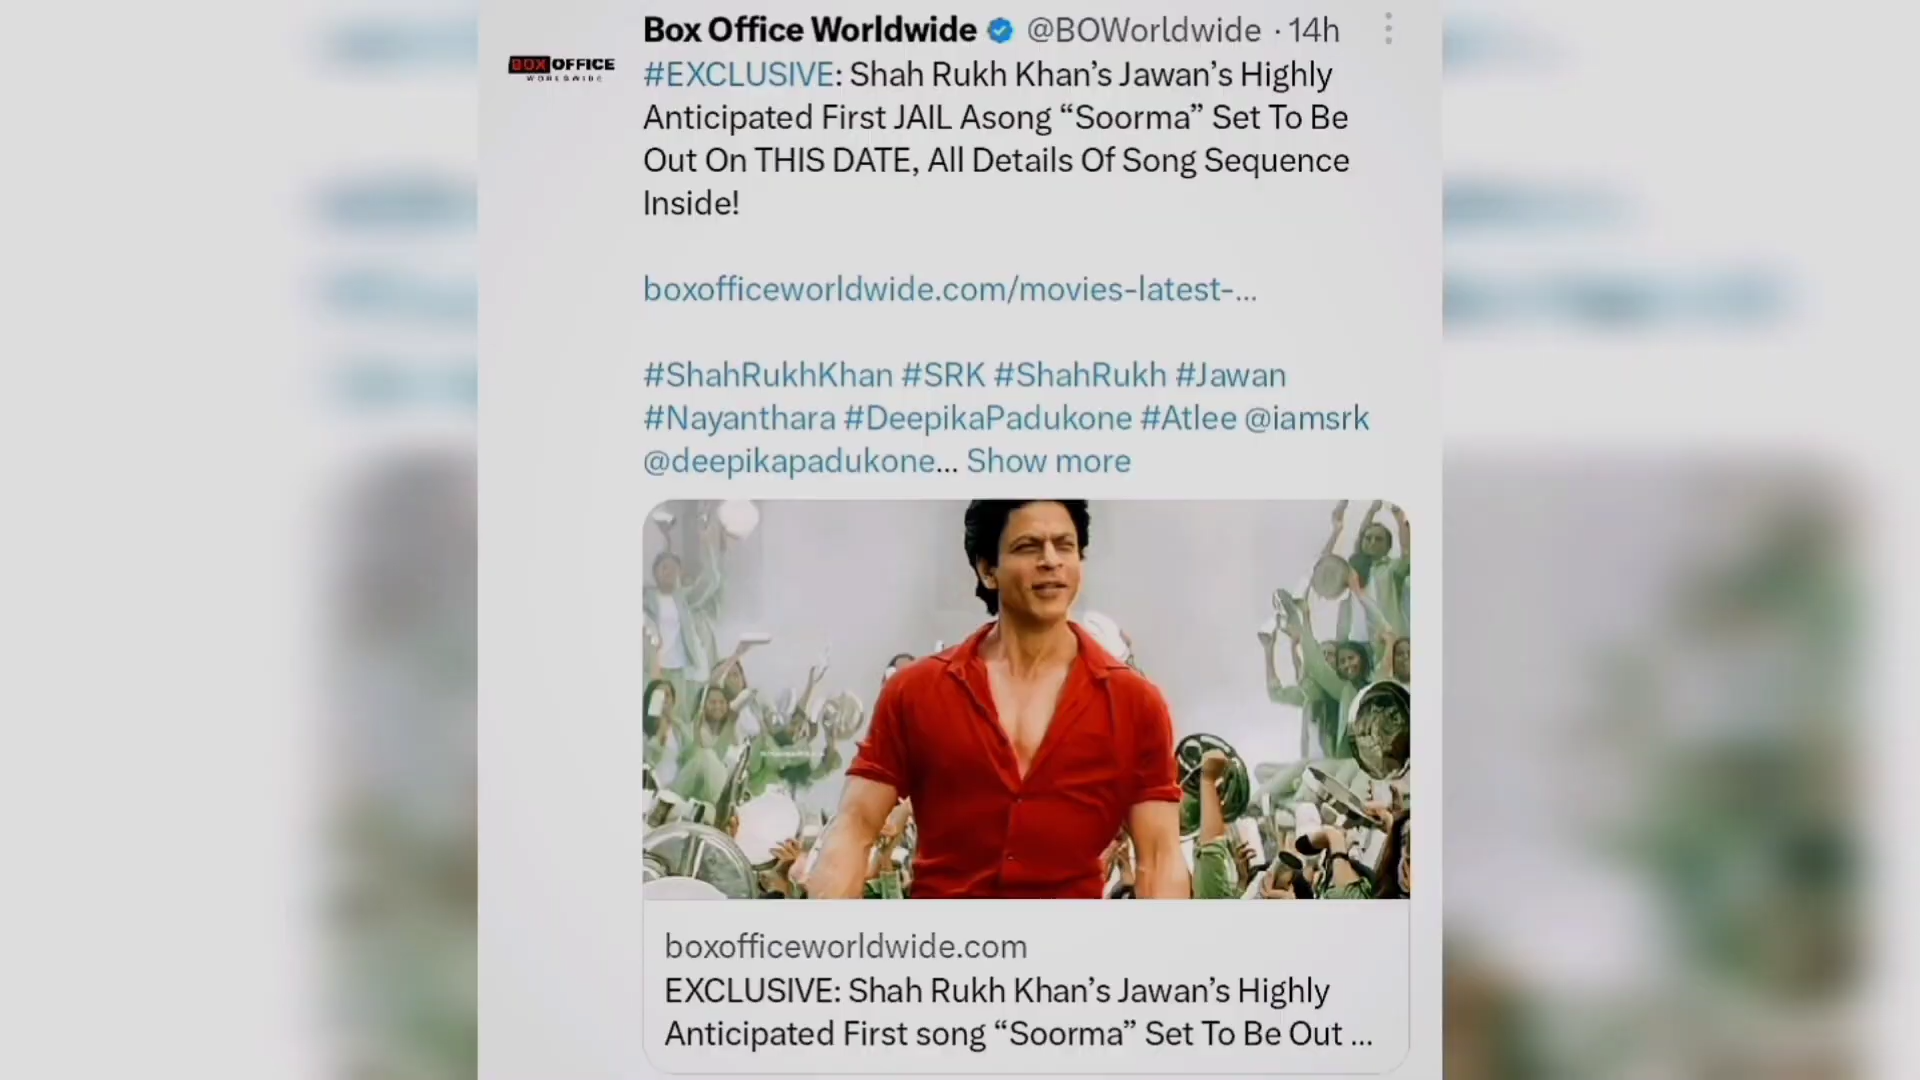 Box Office Worldwide @BOWorldwide · 14h
BOX OFFICE
WORLDWIDE
#EXCLUSIVE: Shah Rukh Khan’s Jawan’s Highly
Anticipated First JAIL Asong “Soorma” Set To Be
Out On THIS DATE, All Details Of Song Sequence
Inside!
boxofficeworldwide.com/movies-latest-...
#ShahRukhKhan #SRK #ShahRukh #Jawan
#Nayanthara #DeepikaPadukone #Atlee @iamsrk
@deepikapadukone... Show more
boxofficeworldwide.com
EXCLUSIVE: Shah Rukh Khan’s Jawan’s Highly
Anticipated First song “Soorma” Set To Be Out ...